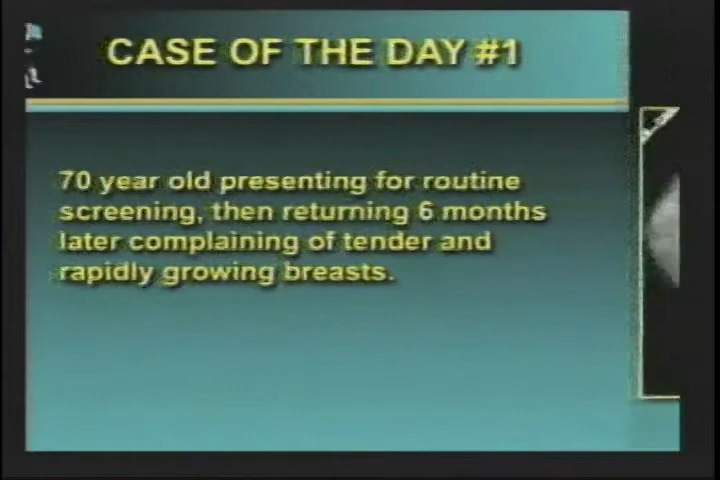 CASE OF THE DAY #1
70 year old presenting for routine
screening, then returning 6 months
later complaining of tender and
rapidly growing breasts.